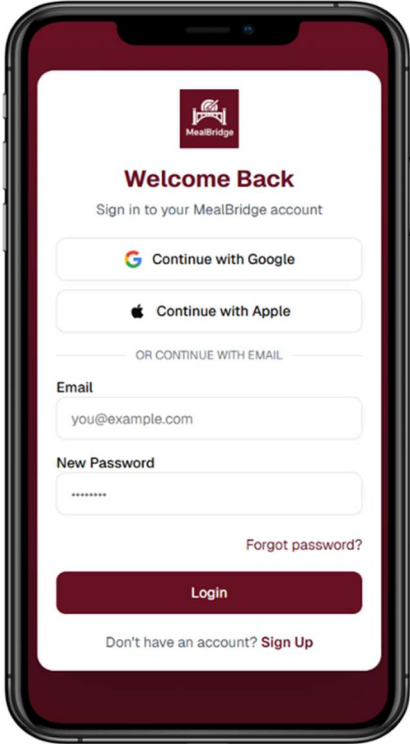 MealBridge
Welcome Back
Sign in to your MealBridge account
Continue with Google
Continue with Apple
OR CONTINUE WITH EMAIL
Email
you@example.com
New Password
••••••••
Forgot password?
Login
Don't have an account? Sign Up